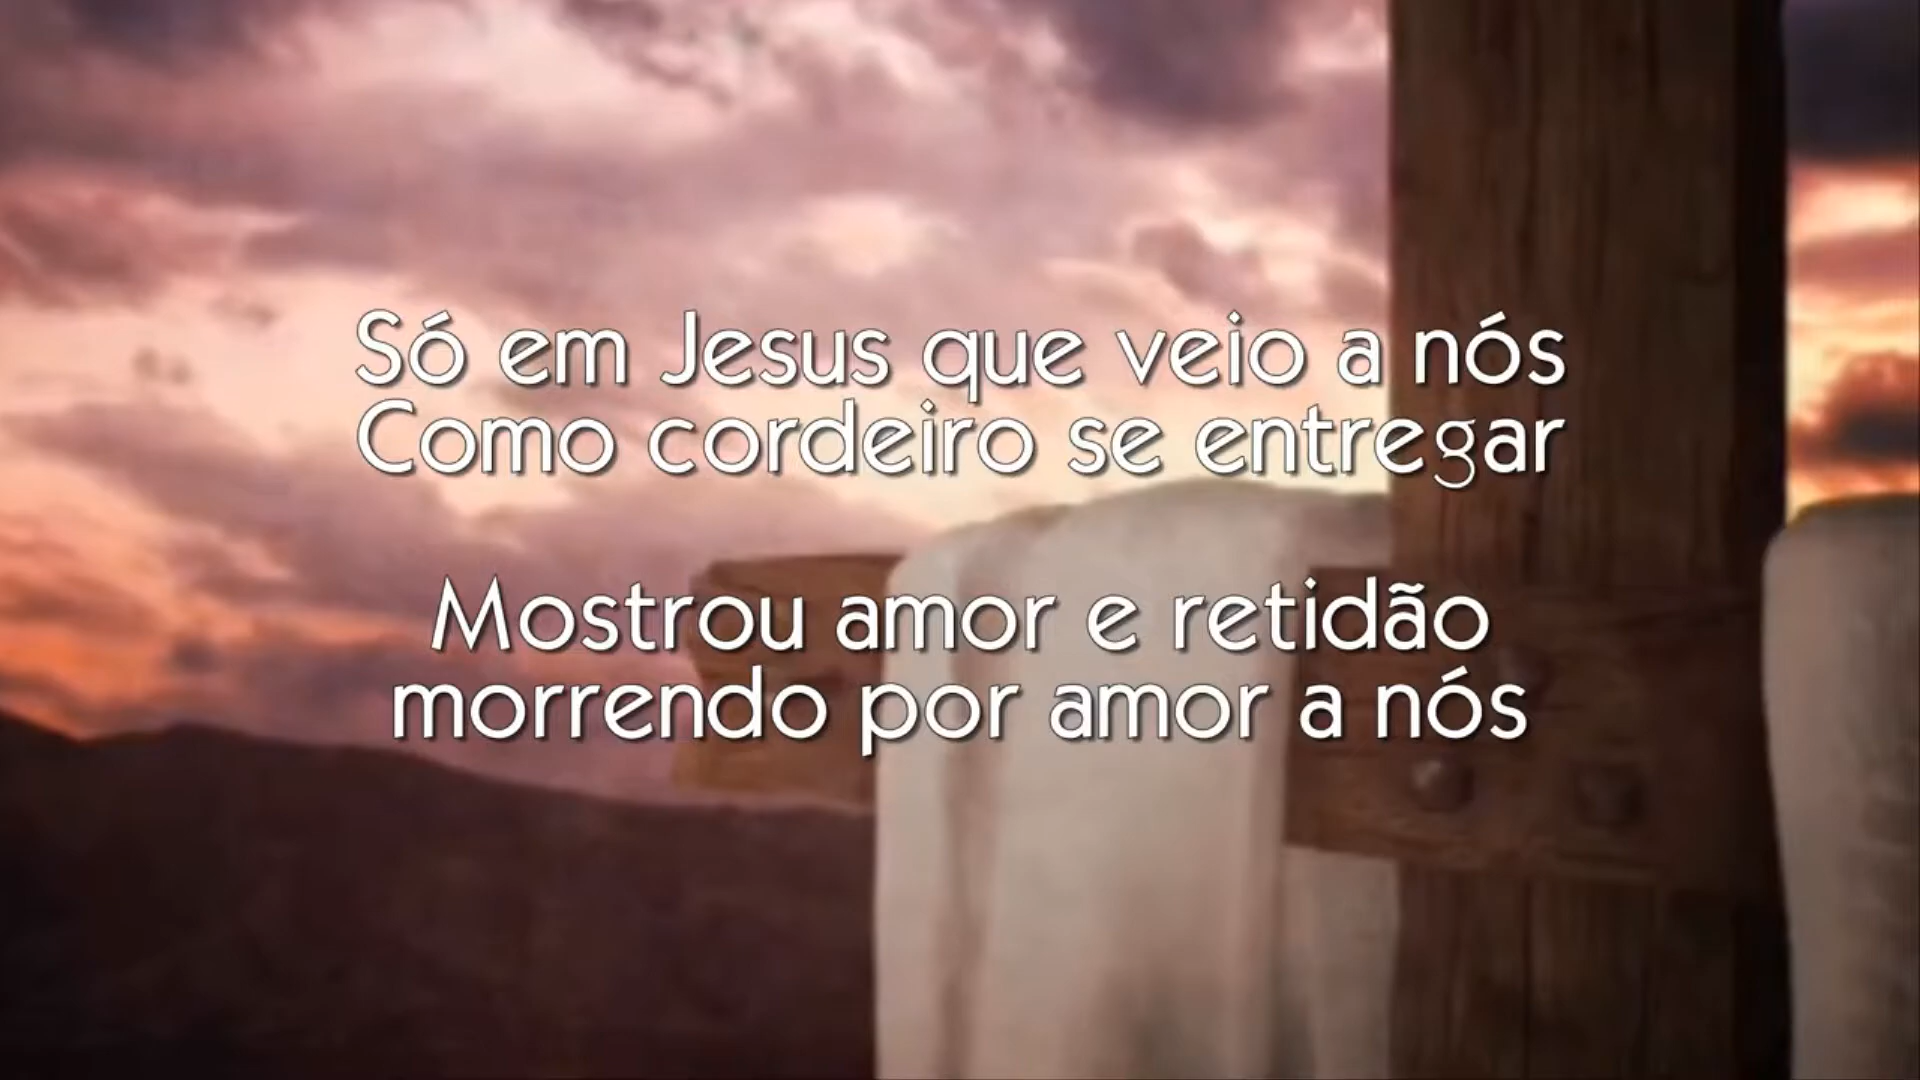 Só em Jesus que veio a nós
Como cordeiro se entregar
Mostrou amor e retidão
morrendo por amor a nós